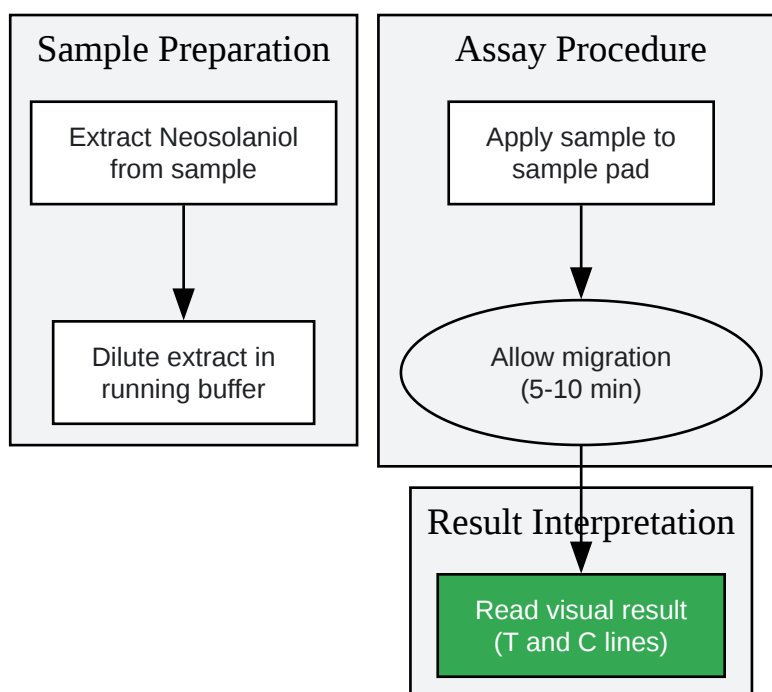 Sample Preparation
Extract Neosolaniol
from sample
Dilute extract in
running buffer
Assay Procedure
Apply sample to
sample pad
Allow migration
(5-10 min)
Result Interpretation
Read visual result
(T and C lines)